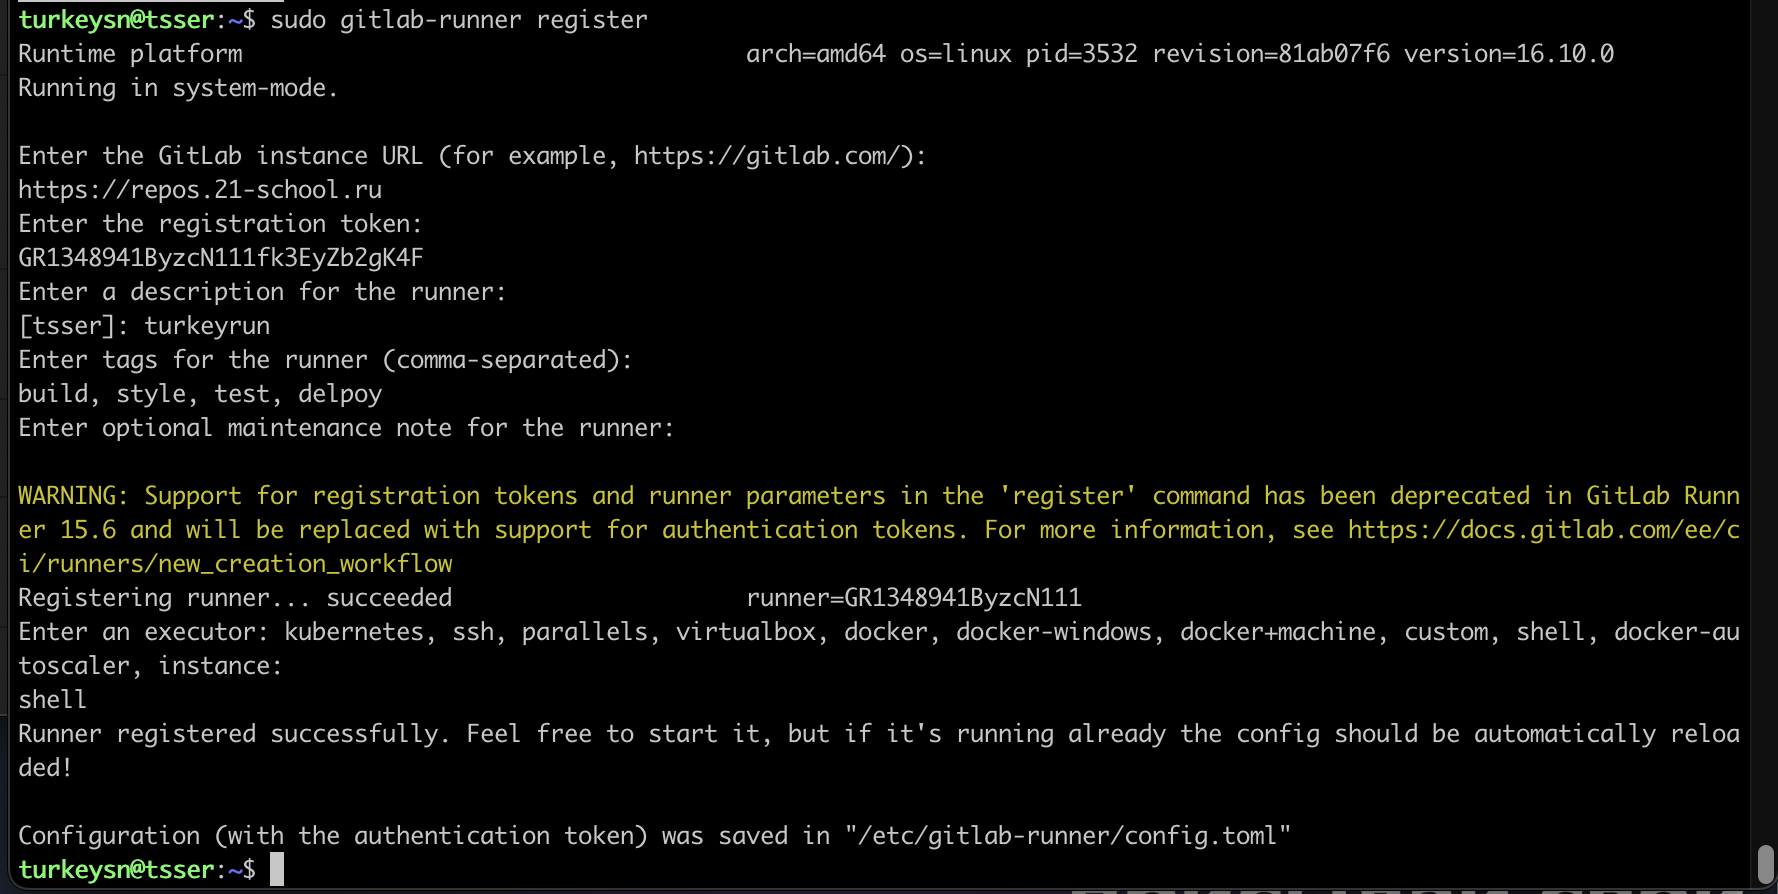 turkeysn@tsser:~$ sudo gitlab-runner register
Runtime platform                                    arch=amd64 os=linux pid=3532 revision=81ab07f6 version=16.10.0
Running in system-mode.

Enter the GitLab instance URL (for example, https://gitlab.com/):
https://repos.21-school.ru
Enter the registration token:
GR1348941ByzcN111fk3EyZb2gK4F
Enter a description for the runner:
[tsser]: turkeyrun
Enter tags for the runner (comma-separated):
build, style, test, delpoy
Enter optional maintenance note for the runner:

WARNING: Support for registration tokens and runner parameters in the 'register' command has been deprecated in GitLab Runn
er 15.6 and will be replaced with support for authentication tokens. For more information, see https://docs.gitlab.com/ee/c
i/runners/new_creation_workflow
Registering runner... succeeded                     runner=GR1348941ByzcN111
Enter an executor: kubernetes, ssh, parallels, virtualbox, docker, docker-windows, docker+machine, custom, shell, docker-au
toscaler, instance:
shell
Runner registered successfully. Feel free to start it, but if it's running already the config should be automatically reloa
ded!

Configuration (with the authentication token) was saved in "/etc/gitlab-runner/config.toml"
turkeysn@tsser:~$